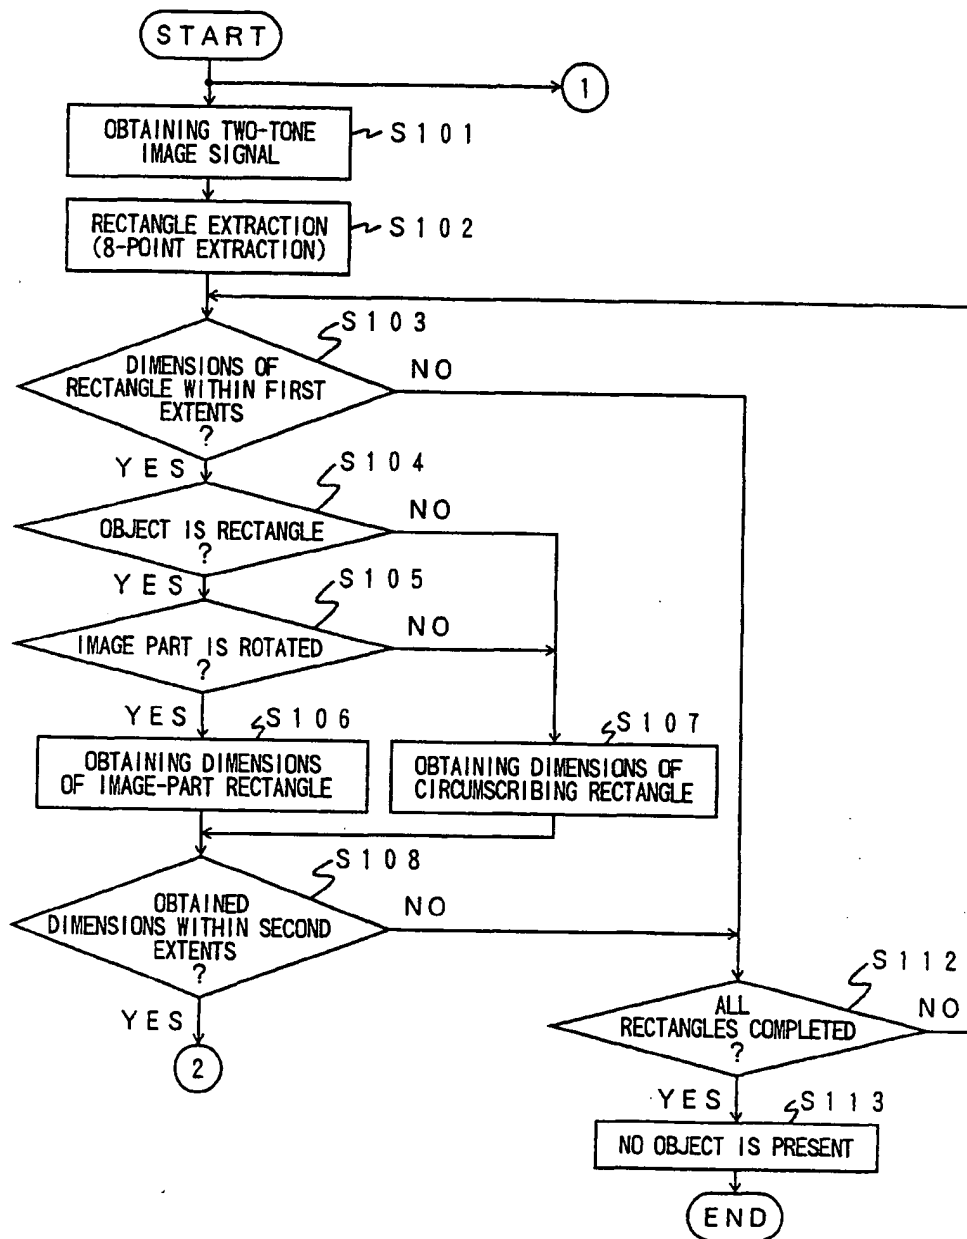 START
1
OBTAINING TWO-TONE
IMAGE SIGNAL
S101
RECTANGLE EXTRACTION
(8-POINT EXTRACTION)
S102
S103
DIMENSIONS OF
RECTANGLE WITHIN FIRST
EXTENTS
?
NO
YES
S104
OBJECT IS RECTANGLE
?
NO
YES
S105
IMAGE PART IS ROTATED
?
NO
YES
S106
OBTAINING DIMENSIONS
OF IMAGE-PART RECTANGLE
S107
OBTAINING DIMENSIONS OF
CIRCUMSCRIBING RECTANGLE
S108
OBTAINED
DIMENSIONS WITHIN SECOND
EXTENTS
?
NO
YES
2
S112
ALL
RECTANGLES COMPLETED
?
NO
YES
S113
NO OBJECT IS PRESENT
END